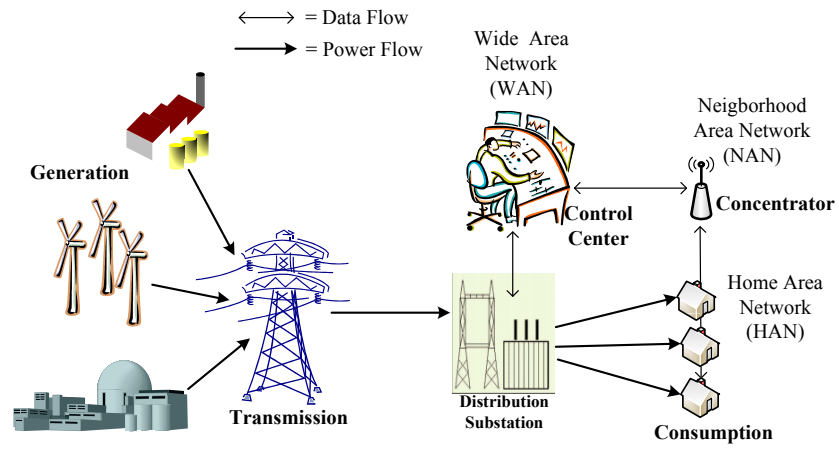 = Data Flow
= Power Flow
Wide Area
Network
(WAN)
Neigborhood
Area Network
(NAN)
Generation
Control
Center
Concentrator
Home Area
Network
(HAN)
Transmission
Distribution
Substation
Consumption